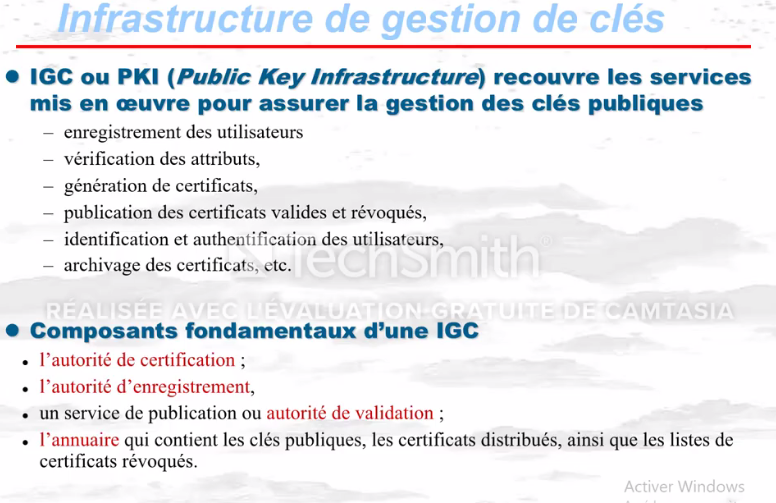 Infrastructure de gestion de clés
● IGC ou PKI (Public Key Infrastructure) recouvre les services
mis en œuvre pour assurer la gestion des clés publiques
– enregistrement des utilisateurs
– vérification des attributs,
– génération de certificats,
– publication des certificats valides et révoqués,
– identification et authentification des utilisateurs,
– archivage des certificats, etc.
TechSmith
RÉALISÉE AVEC L'ÉVALUATION GRATUITE DE CAMTASIA
● Composants fondamentaux d'une IGC
• l'autorité de certification ;
• l'autorité d'enregistrement,
• un service de publication ou autorité de validation ;
• l'annuaire qui contient les clés publiques, les certificats distribués, ainsi que les listes de
certificats révoqués.
Activer Windows